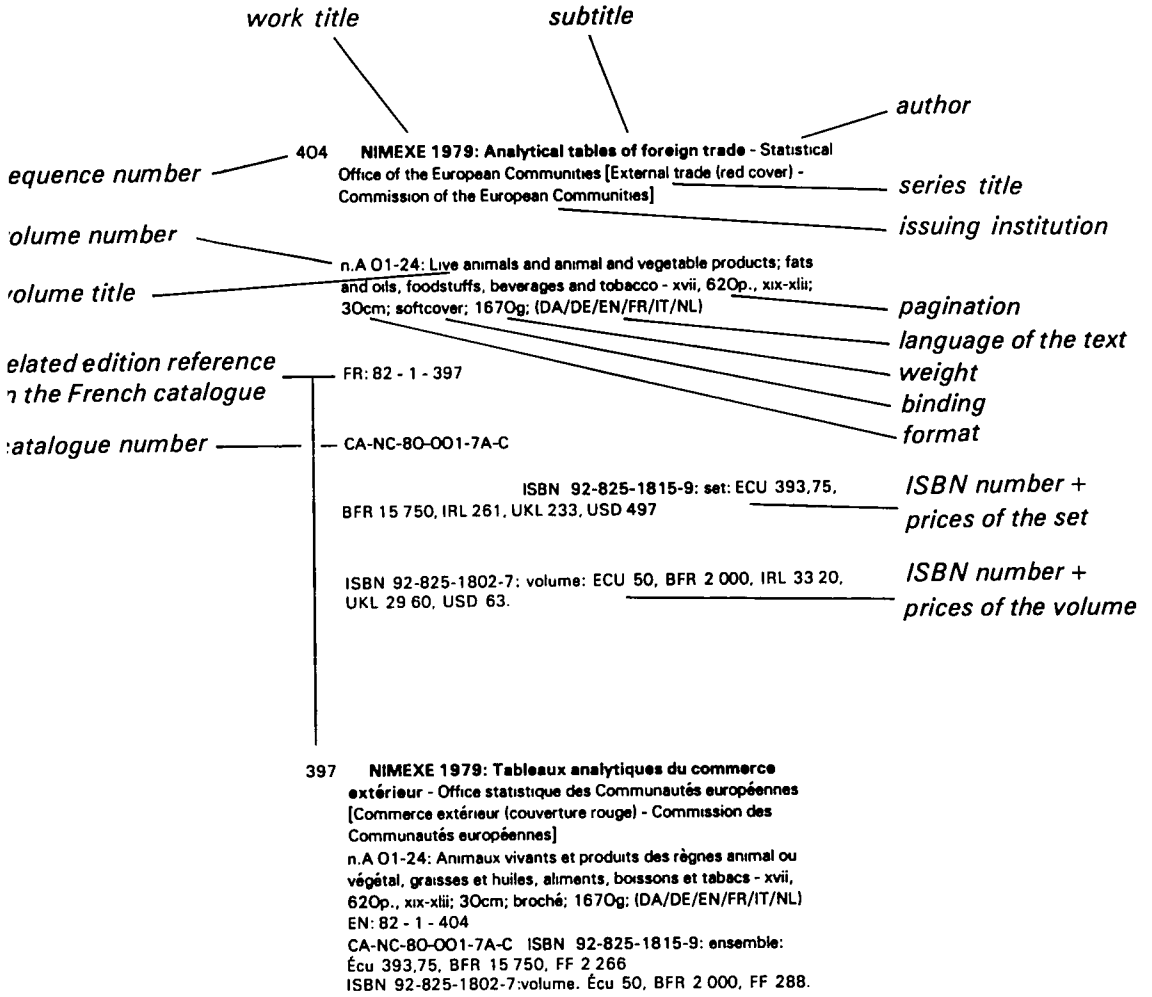 work title
subtitle
author
404 NIMEXE 1979: Analytical tables of foreign trade - Statistical
Office of the European Communities [External trade (red cover) -
Commission of the European Communities]
equence number
series title
issuing institution
olume number
n.A 01-24: Live animals and animal and vegetable products; fats
and oils, foodstuffs, beverages and tobacco - xvii, 620p., xix-xlii;
30cm; softcover; 1670g; (DA/DE/EN/FR/IT/NL)
olume title
pagination
language of the text
weight
binding
format
elated edition reference
n the French catalogue
FR: 82 - 1 - 397
catalogue number
CA-NC-80-001-7A-C
ISBN 92-825-1815-9: set: ECU 393,75,
BFR 15 750, IRL 261, UKL 233, USD 497
ISBN number +
prices of the set
ISBN 92-825-1802-7: volume: ECU 50, BFR 2 000, IRL 33 20,
UKL 29 60, USD 63.
ISBN number +
prices of the volume
397 NIMEXE 1979: Tableaux analytiques du commerce
extérieur - Office statistique des Communautés européennes
[Commerce extérieur (couverture rouge) - Commission des
Communautés européennes]
n.A 01-24: Animaux vivants et produits des règnes animal ou
végétal, graisses et huiles, aliments, boissons et tabacs - xvii,
620p., xix-xlii; 30cm; broché; 1670g; (DA/DE/EN/FR/IT/NL)
EN: 82 - 1 - 404
CA-NC-80-001-7A-C ISBN 92-825-1815-9: ensemble:
Écu 393,75, BFR 15 750, FF 2 266
ISBN 92-825-1802-7:volume. Écu 50, BFR 2 000, FF 288.